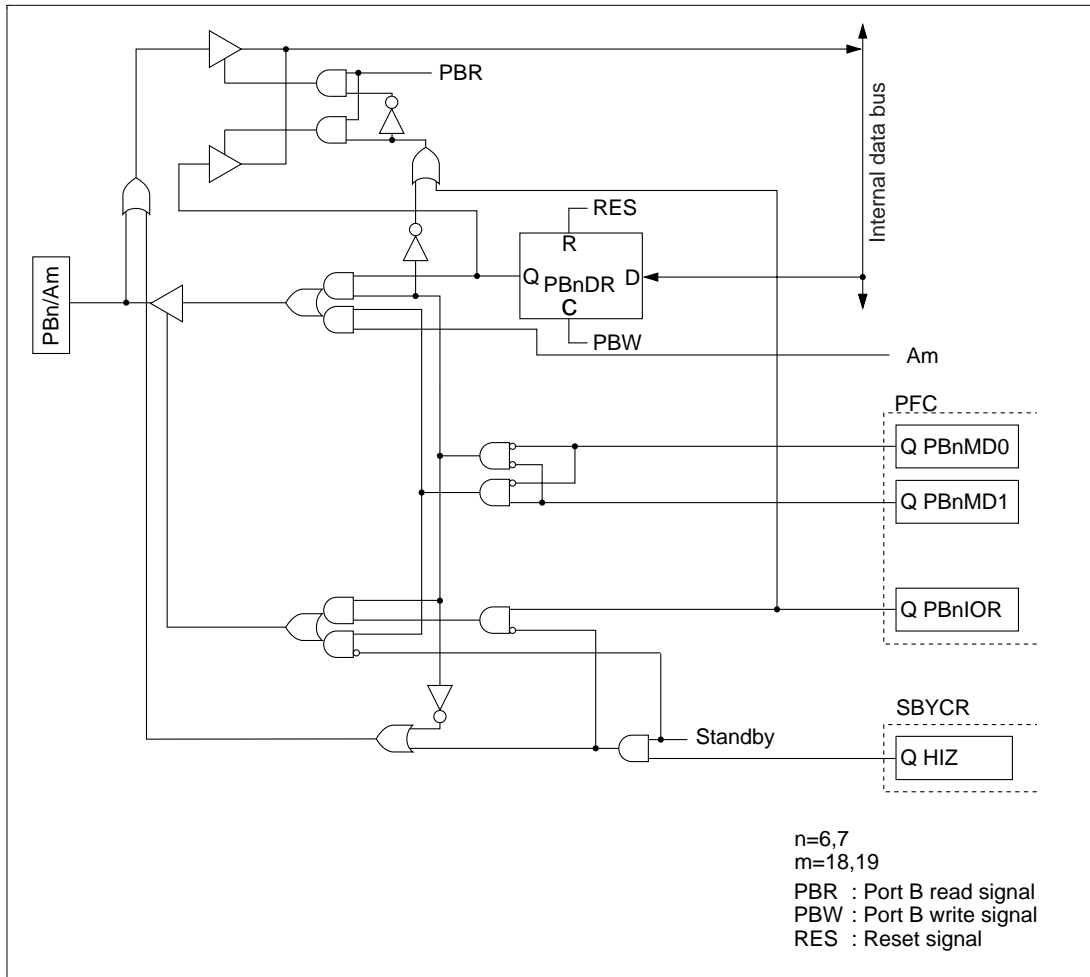 PBR
Internal data bus
RES
R
Q
PBnDR
D
C
PBn/Am
PBW
Am
PFC
Q PBnMD0
Q PBnMD1
Q PBnIOR
SBYCR
Standby
Q HIZ
n=6,7
m=18,19
PBR : Port B read signal
PBW : Port B write signal
RES : Reset signal